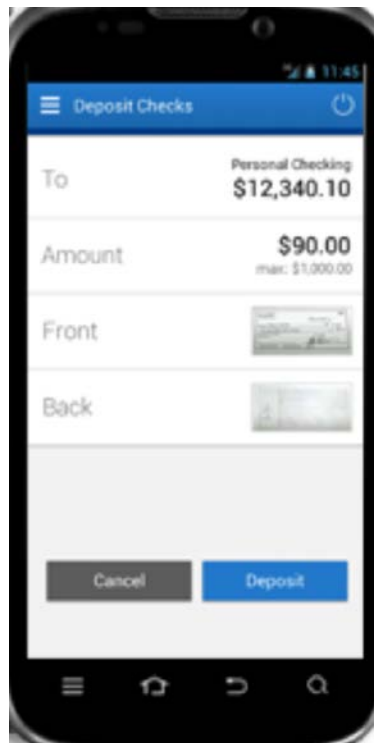 11:45
Deposit Checks
To
Personal Checking
$12,340.10
Amount
$90.00
max: $1,000.00
Front
Back
Cancel
Deposit